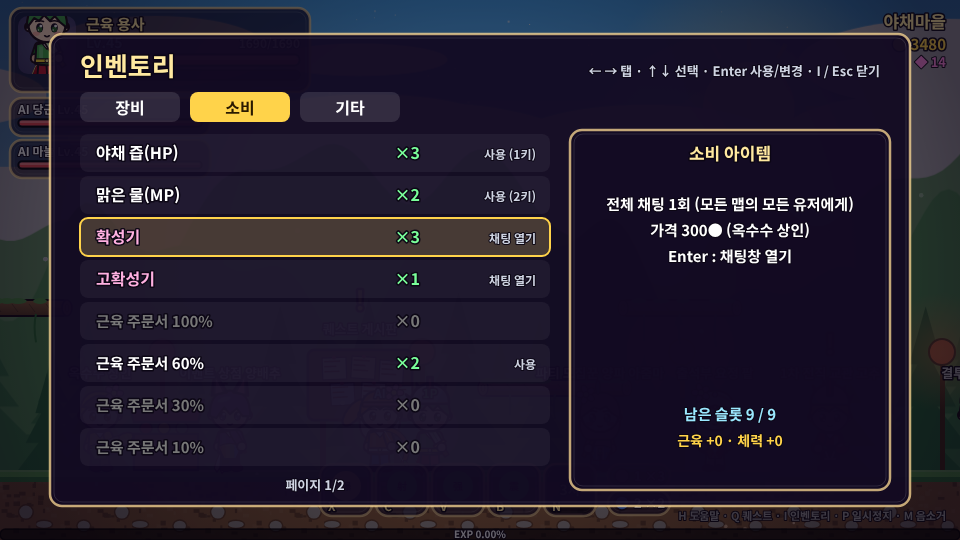 근육 용사
야채마을
3480
14
AI 당근
AI 마늘
인벤토리
←→ 탭 · ↑↓ 선택 · Enter 사용/변경 · I / Esc 닫기
장비
소비
기타
야채 즙(HP) ×3 사용 (1키)
맑은 물(MP) ×2 사용 (2키)
확성기 ×3 채팅 열기
고확성기 ×1 채팅 열기
근육 주문서 100% ×0
근육 주문서 60% ×2 사용
근육 주문서 30% ×0
근육 주문서 10% ×0
페이지 1/2
소비 아이템
전체 채팅 1회 (모든 맵의 모든 유저에게)
가격 300● (옥수수 상인)
Enter : 채팅창 열기
남은 슬롯 9 / 9
근육 +0 · 체력 +0
X C V B N
H 도움말 · Q 퀘스트 · I 인벤토리 · P 일시정지 · M 음소거
EXP 0.00%